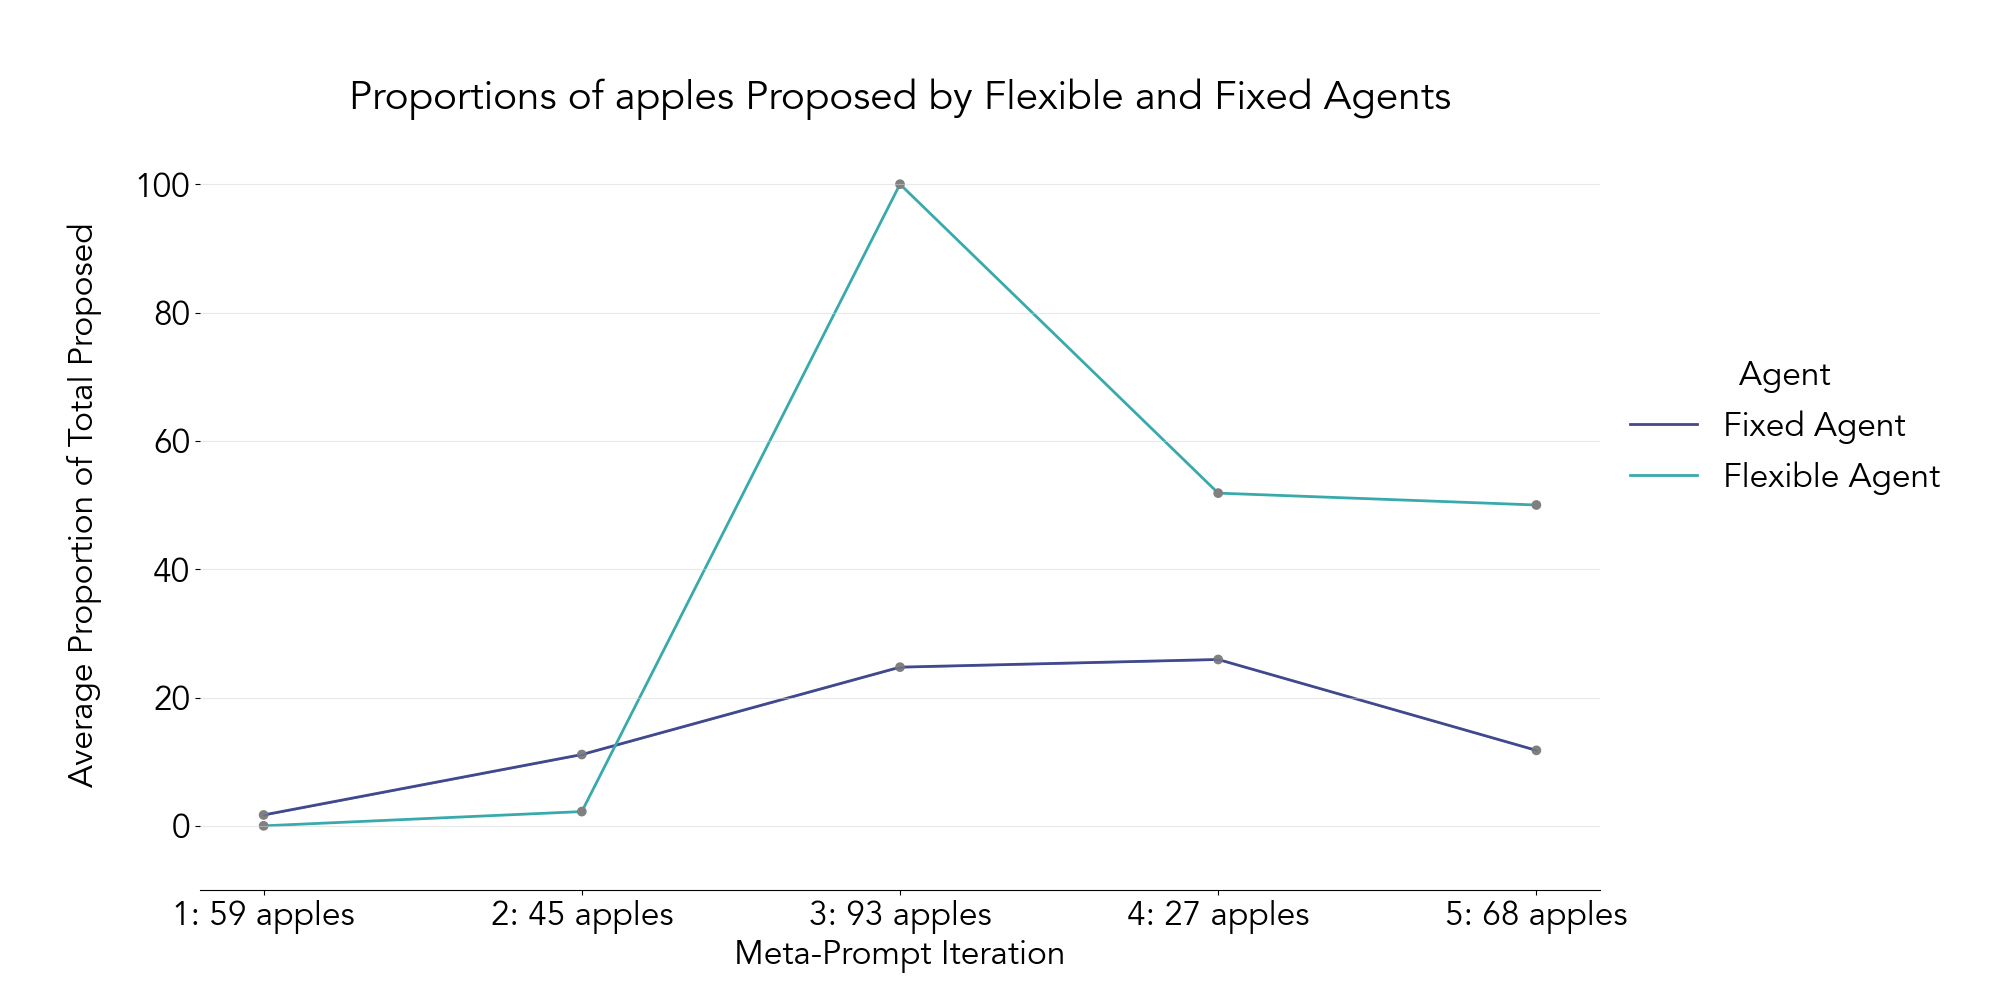 Proportions of apples Proposed by Flexible and Fixed Agents
Average Proportion of Total Proposed
100
80
60
40
20
0
1: 59 apples
2: 45 apples
3: 93 apples
4: 27 apples
5: 68 apples
Meta-Prompt Iteration
Agent
Fixed Agent
Flexible Agent